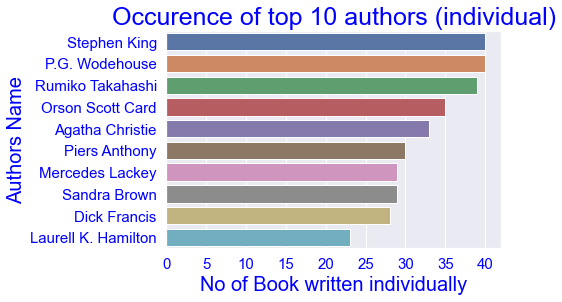 Occurence of top 10 authors (individual)
Authors Name
Stephen King
P.G. Wodehouse
Rumiko Takahashi
Orson Scott Card
Agatha Christie
Piers Anthony
Mercedes Lackey
Sandra Brown
Dick Francis
Laurell K. Hamilton
0 5 10 15 20 25 30 35 40
No of Book written individually